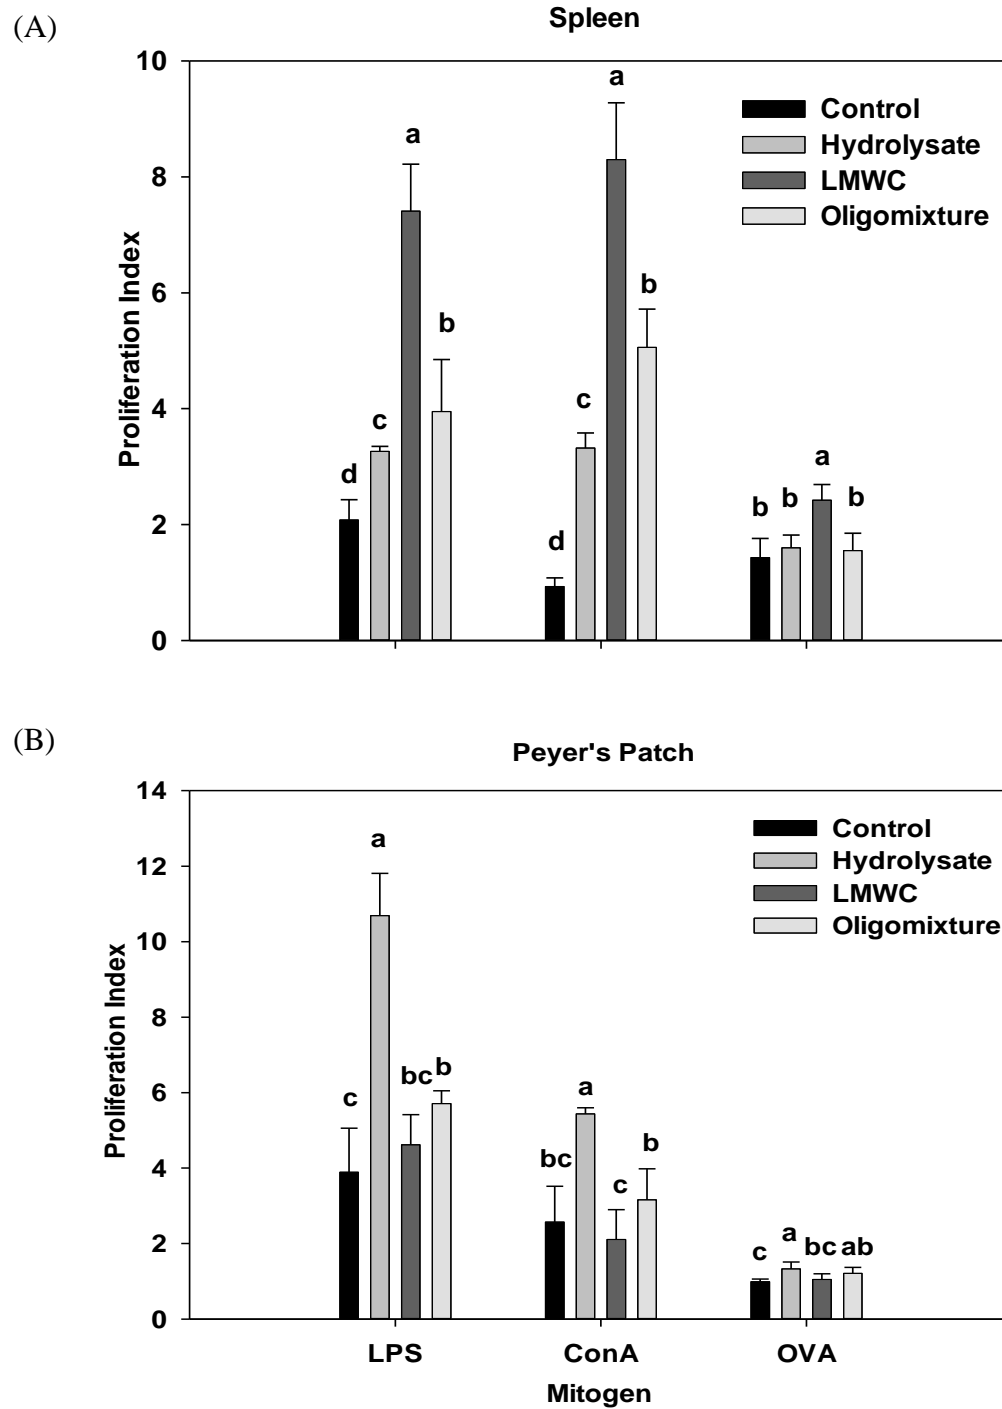 (A)
Spleen
10
8
6
4
2
0
Proliferation Index
Control
Hydrolysate
LMWC
Oligomixture
d c a b
d c a b
b b a b
(B)
Peyer's Patch
14
12
10
8
6
4
2
0
Proliferation Index
Control
Hydrolysate
LMWC
Oligomixture
c a bc b
bc a c b
c a bc ab
LPS ConA OVA
Mitogen